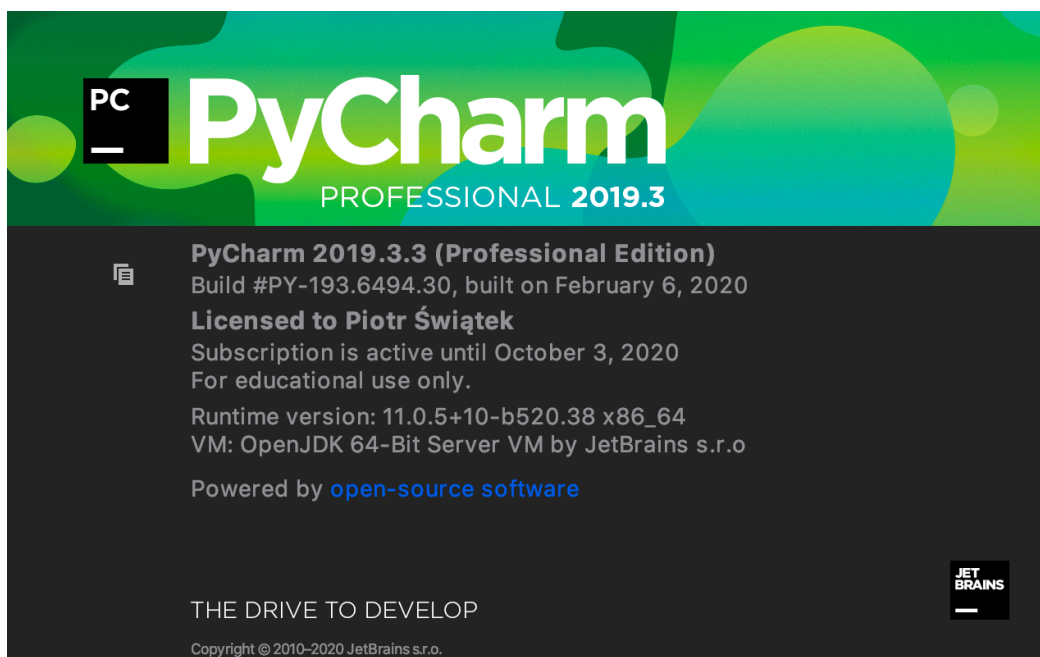 PC
PyCharm
PROFESSIONAL 2019.3
PyCharm 2019.3.3 (Professional Edition)
Build #PY-193.6494.30, built on February 6, 2020
Licensed to Piotr Świątek
Subscription is active until October 3, 2020
For educational use only.
Runtime version: 11.0.5+10-b520.38 x86_64
VM: OpenJDK 64-Bit Server VM by JetBrains s.r.o
Powered by open-source software
JET
BRAINS
THE DRIVE TO DEVELOP
Copyright © 2010–2020 JetBrains s.r.o.